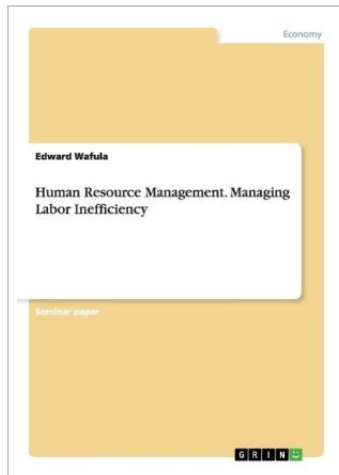 Economy
Edward Wafula
Human Resource Management. Managing
Labor Inefficiency
Seminar paper
GRIN